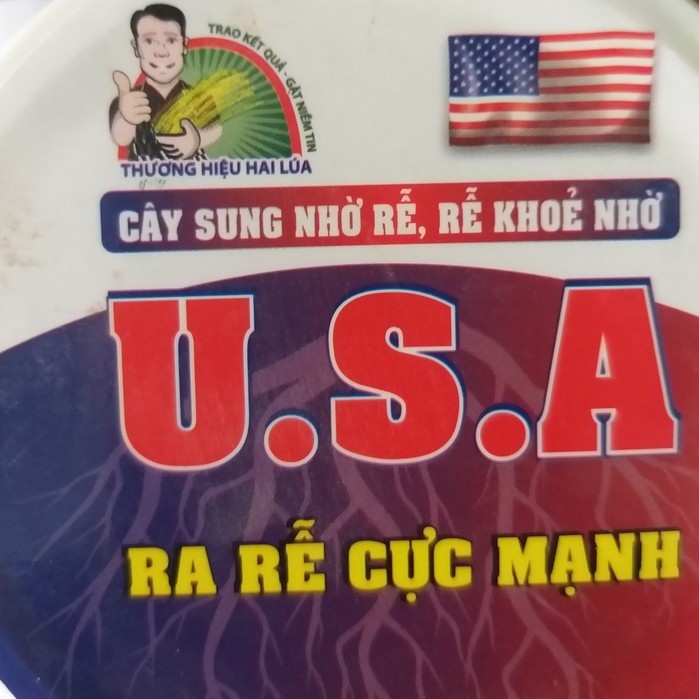 TRAO KẾT QUẢ - GẶT NIỀM TIN
THƯƠNG HIỆU HAI LÚA
CÂY SUNG NHỜ RỄ, RỄ KHOẺ NHỜ
U.S.A
RA RỄ CỰC MẠNH